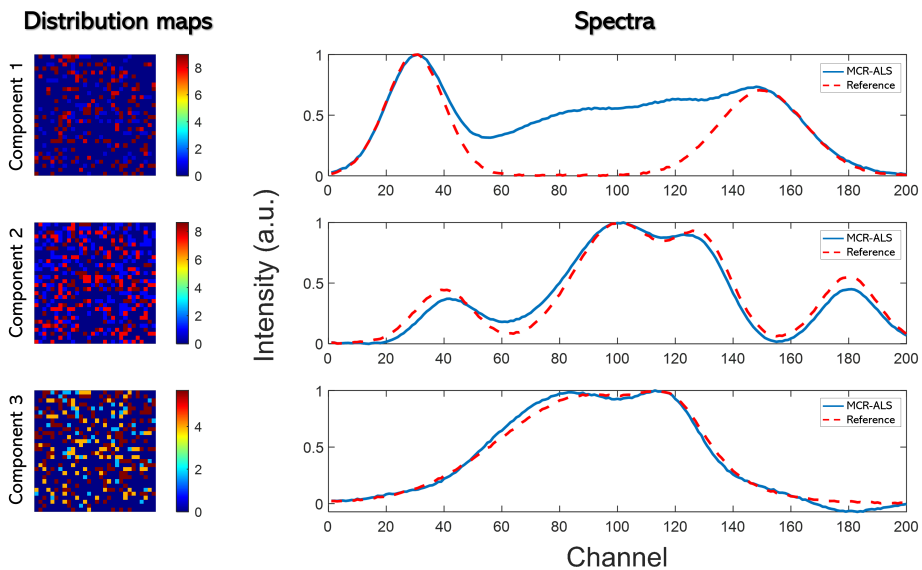 Distribution maps
Spectra
Component 1
8
6
4
2
0
1
0.5
0
0 20 40 60 80 100 120 140 160 180 200
MCR-ALS
Reference
Component 2
8
6
4
2
0
Intensity (a.u.)
1
0.5
0
0 20 40 60 80 100 120 140 160 180 200
MCR-ALS
Reference
Component 3
4
2
0
1
0.5
0
0 20 40 60 80 100 120 140 160 180 200
MCR-ALS
Reference
Channel